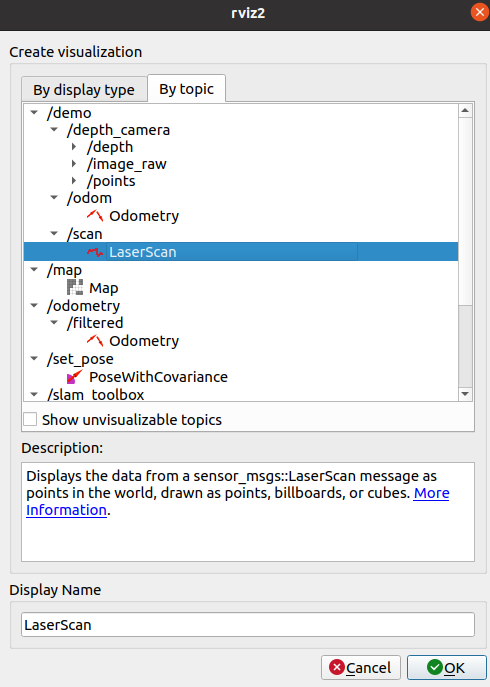 rviz2
Create visualization
By display type
By topic
/demo
/depth_camera
/depth
/image_raw
/points
/odom
Odometry
/scan
LaserScan
/map
Map
/odometry
/filtered
Odometry
/set_pose
PoseWithCovariance
/slam_toolbox
Show unvisualizable topics
Description:
Displays the data from a sensor_msgs::LaserScan message as
points in the world, drawn as points, billboards, or cubes. More
Information.
Display Name
LaserScan
Cancel
OK